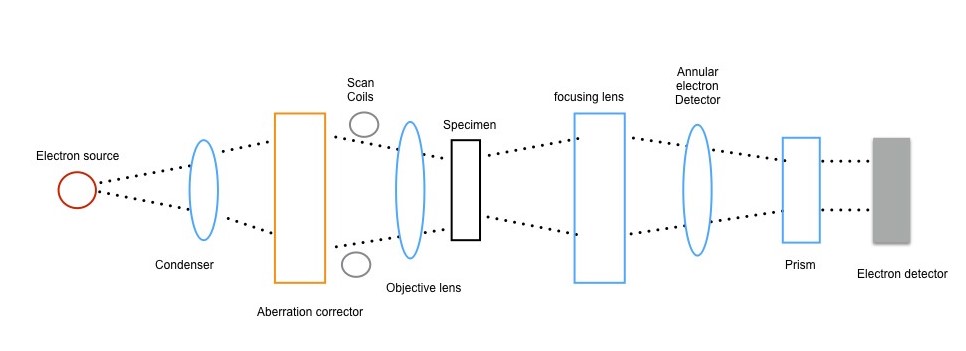 Electron source
Condenser
Aberration corrector
Scan
Coils
Objective lens
Specimen
focusing lens
Annular
electron
Detector
Prism
Electron detector